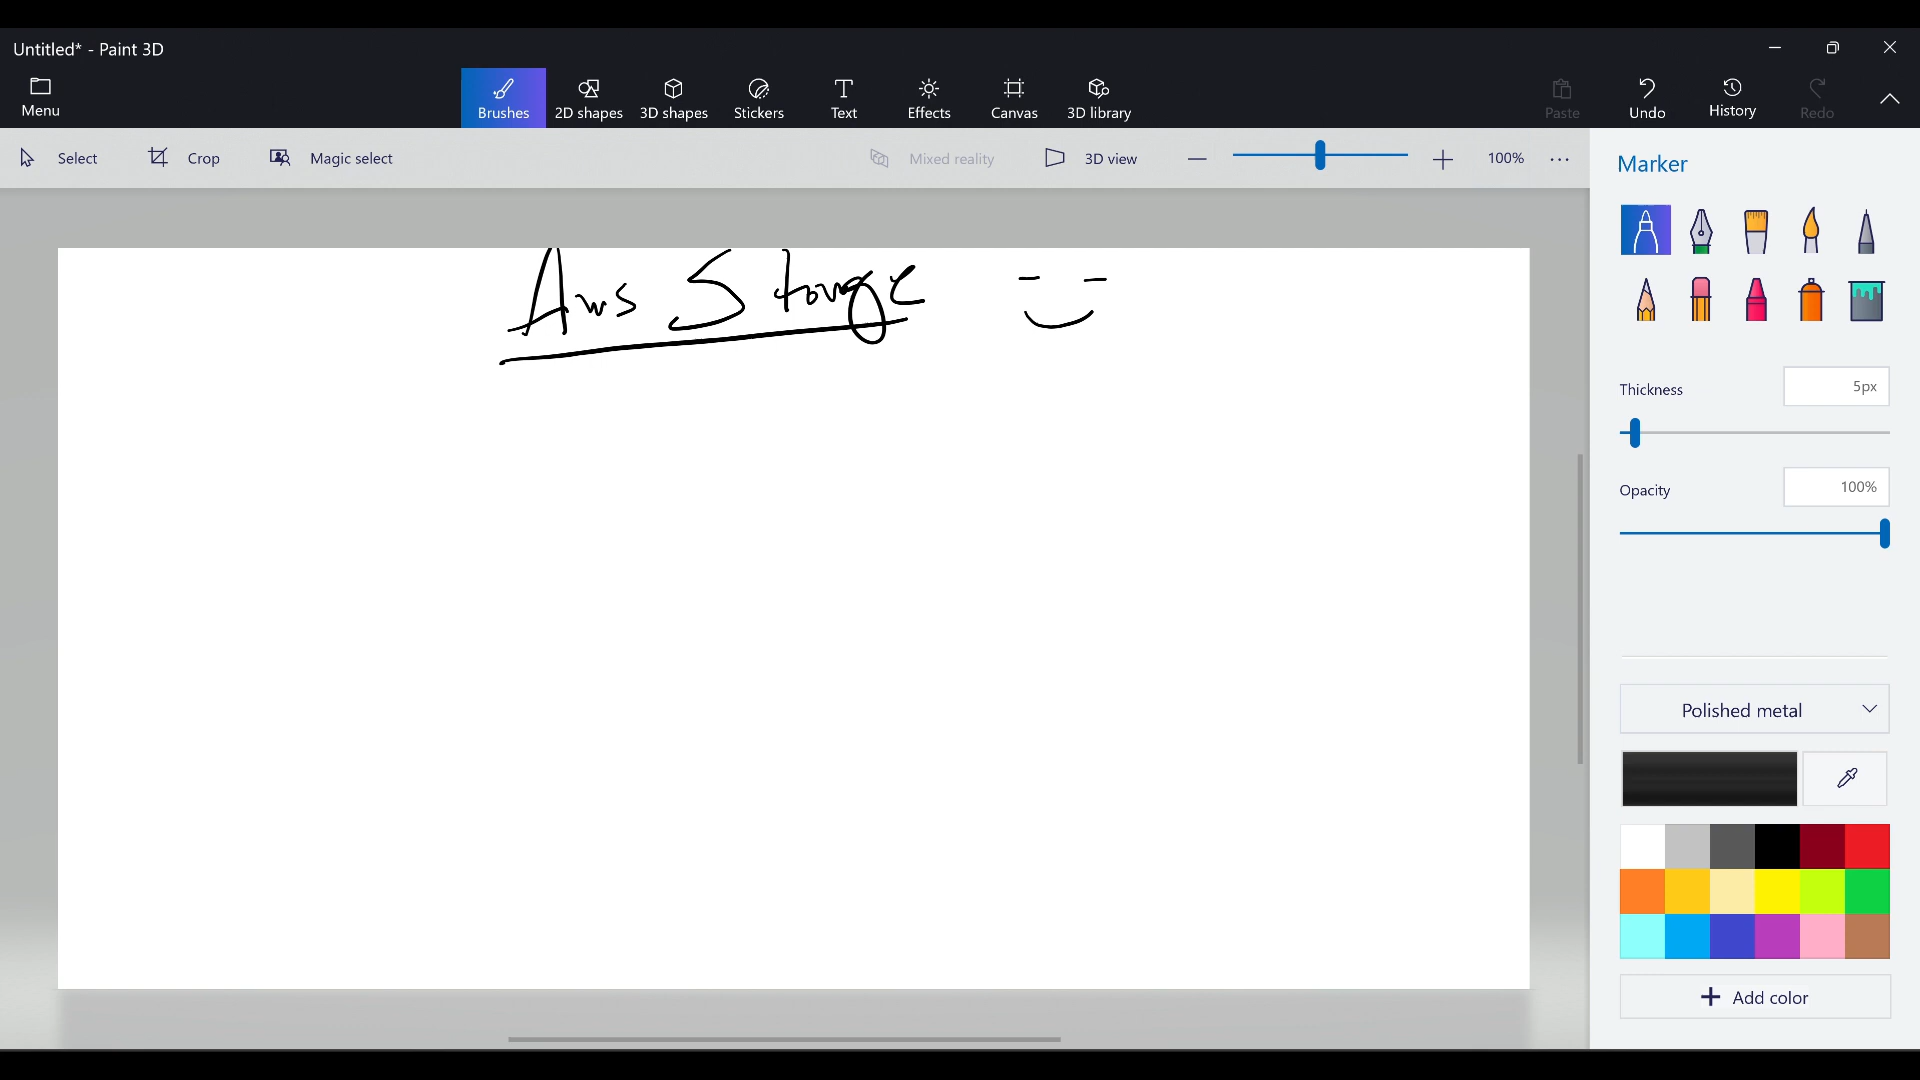 Untitled* - Paint 3D
Menu
Brushes 2D shapes 3D shapes Stickers Text Effects Canvas 3D library Paste Undo History Redo
Select Crop Magic select Mixed reality 3D view 100% ...
Marker
Aws Storage
Thickness 5px
Opacity 100%
Polished metal
Add color